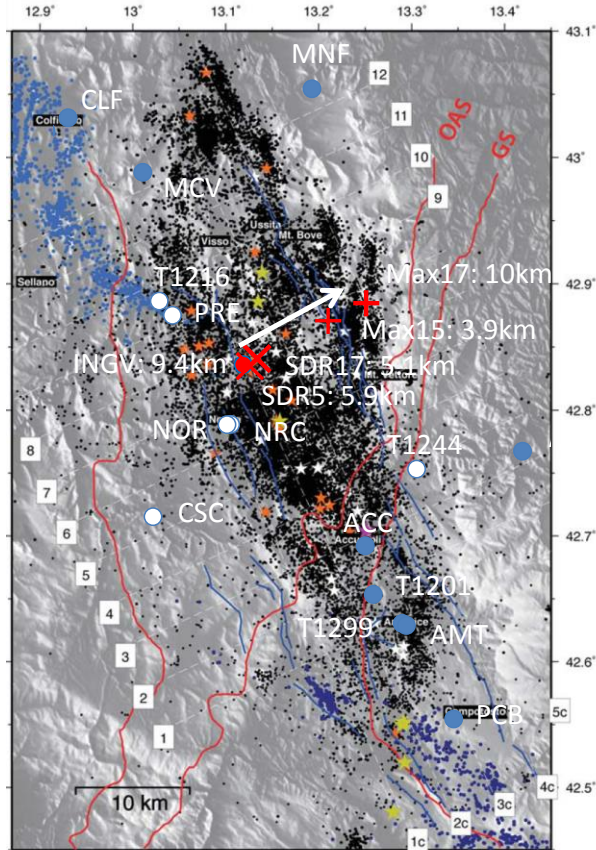 12.9° 13° 13.1° 13.2° 13.3° 13.4°
43.1°
MNF
12
CLF
Colfiorito
11
OAS
GS
10
43°
9
MCV
Ussita
Mt. Bove
Visso
Sellano
42.9°
T1216
Max17: 10km
PRE
Max15: 3.9km
INGV: 9.4km
SDR17: 5.1km
Mt. Vettore
SDR5: 5.9km
42.8°
NOR
NRC
T1244
8
7
CSC
ACC
42.7°
6
5
T1201
4
T1299
AMT
3
42.6°
2
PCB
5c
1
4c
42.5°
10 km
3c
2c
1c